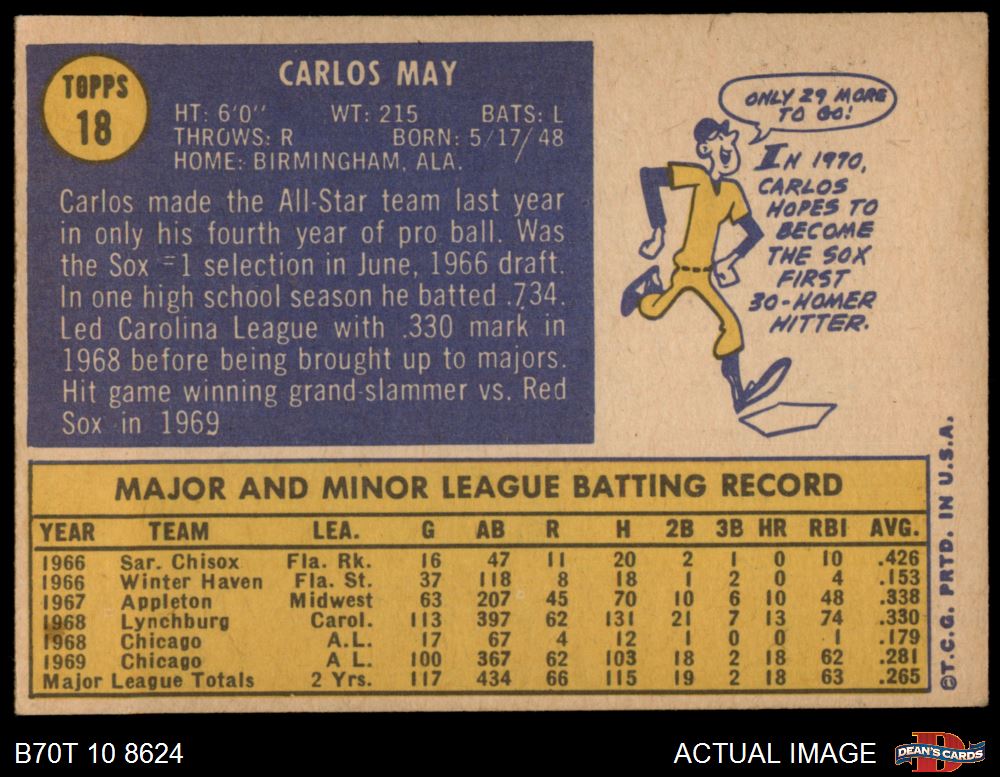 TOPPS
18
CARLOS MAY
HT: 6'0" WT: 215 BATS: L
THROWS: R BORN: 5/17/48
HOME: BIRMINGHAM, ALA.
Carlos made the All-Star team last year
in only his fourth year of pro ball. Was
the Sox #1 selection in June, 1966 draft.
In one high school season he batted .734.
Led Carolina League with .330 mark in
1968 before being brought up to majors.
Hit game winning grand-slammer vs. Red
Sox in 1969
ONLY 29 MORE
TO GO!
IN 1970,
CARLOS
HOPES TO
BECOME
THE SOX
FIRST
30-HOMER
HITTER.
MAJOR AND MINOR LEAGUE BATTING RECORD
YEAR TEAM LEA. G AB R H 2B 3B HR RBI AVG.
1966 Sar. Chisox Fla. Rk. 16 47 11 20 2 1 0 10 .426
1966 Winter Haven Fla. St. 37 118 8 18 1 2 0 4 .153
1967 Appleton Midwest 63 207 45 70 10 6 10 48 .338
1968 Lynchburg Carol. 113 397 62 131 21 7 13 74 .330
1968 Chicago A.L. 17 67 4 12 1 0 0 1 .179
1969 Chicago A L. 100 367 62 103 18 2 18 62 .281
Major League Totals 2 Yrs. 117 434 66 115 19 2 18 63 .265
©T.C.G. PRTD. IN U.S.A.
B70T 10 8624
ACTUAL IMAGE
D
DEAN'S CARDS